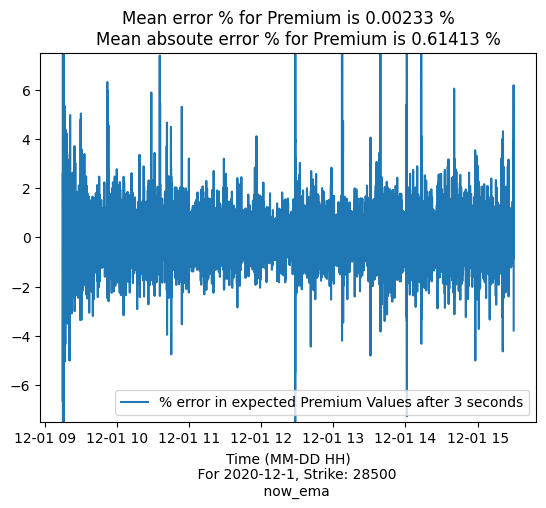 Mean error % for Premium is 0.00233 %
Mean absoute error % for Premium is 0.61413 %
6
4
2
0
−2
−4
−6
% error in expected Premium Values after 3 seconds
12-01 09 12-01 10 12-01 11 12-01 12 12-01 13 12-01 14 12-01 15
Time (MM-DD HH)
For 2020-12-1, Strike: 28500
now_ema